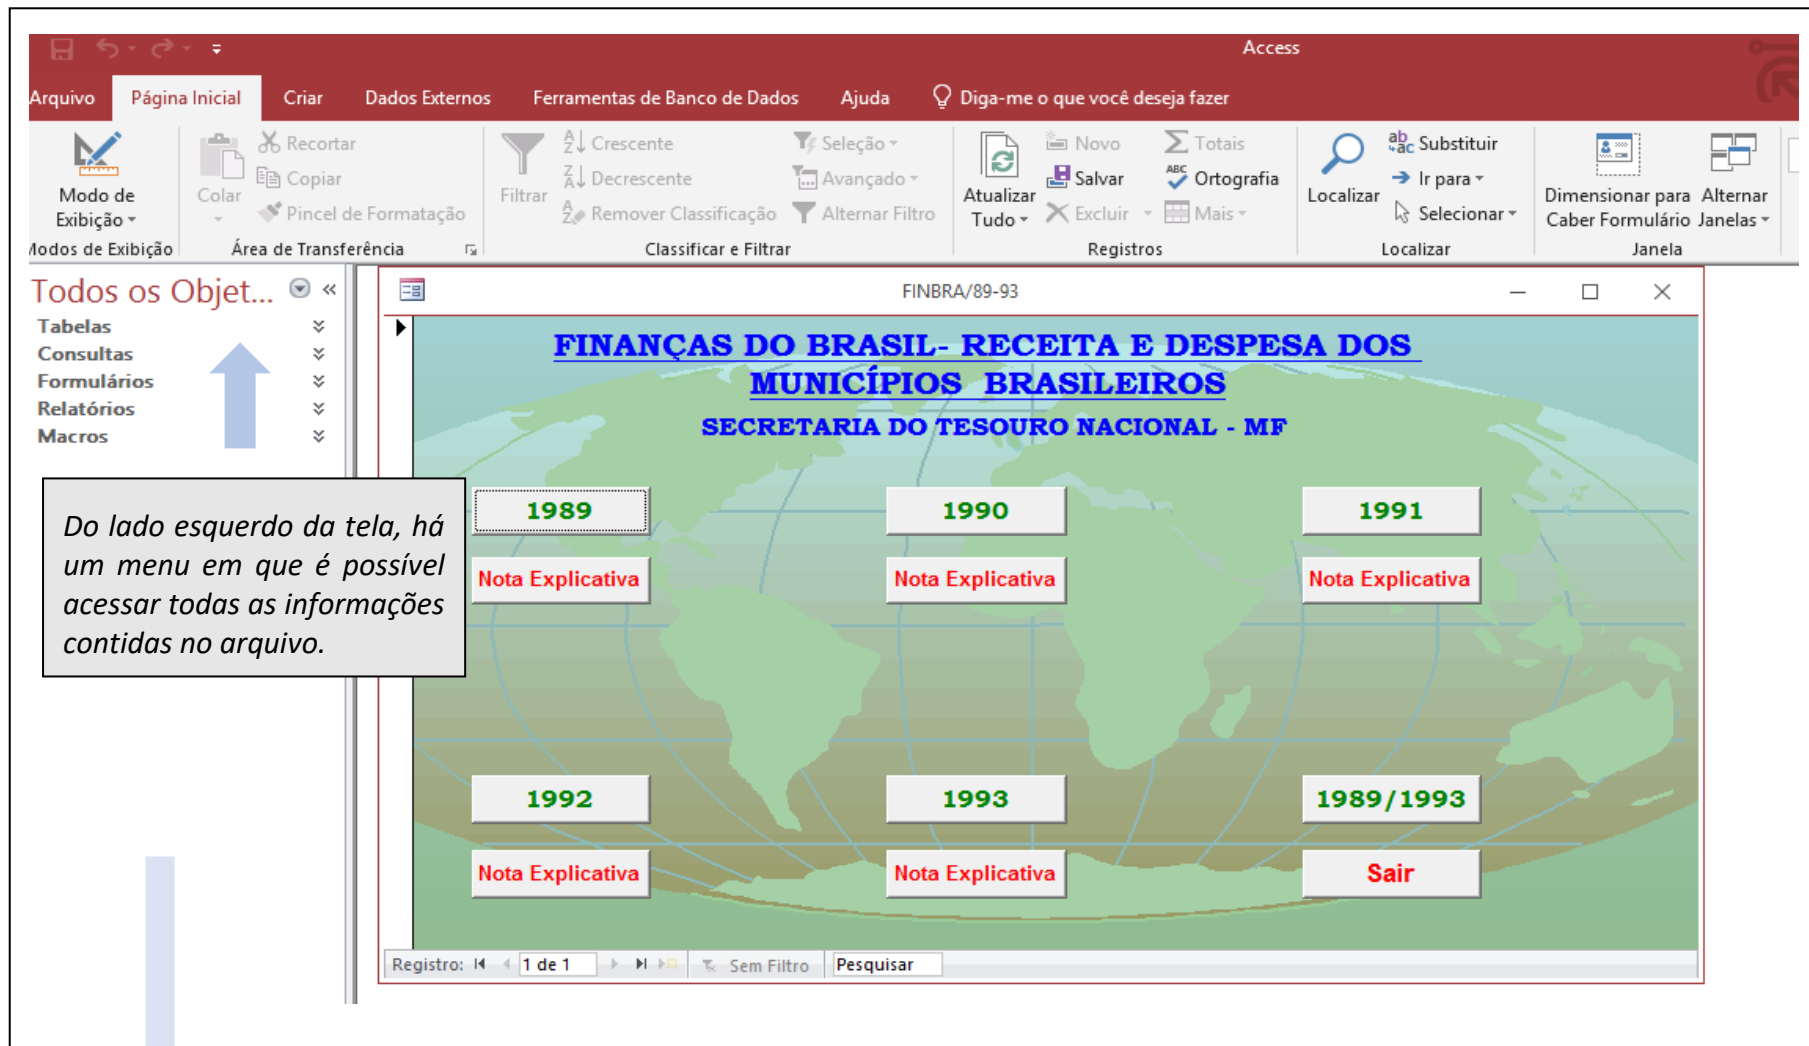 Access
Arquivo Página Inicial Criar Dados Externos Ferramentas de Banco de Dados Ajuda Diga-me o que você deseja fazer
Modo de Exibição
Colar
Recortar
Copiar
Pincel de Formatação
Filtrar
Crescente
Decrescente
Remover Classificação
Seleção
Avançado
Alternar Filtro
Atualizar Tudo
Novo
Salvar
Excluir
Totais
Ortografia
Mais
Localizar
Substituir
Ir para
Selecionar
Dimensionar para Caber Formulário
Alternar Janelas
Modos de Exibição Área de Transferência Classificar e Filtrar Registros Localizar Janela
Todos os Objet...
Tabelas
Consultas
Formulários
Relatórios
Macros
Do lado esquerdo da tela, há
um menu em que é possível
acessar todas as informações
contidas no arquivo.
FINBRA/89-93
FINANÇAS DO BRASIL- RECEITA E DESPESA DOS
MUNICÍPIOS BRASILEIROS
SECRETARIA DO TESOURO NACIONAL - MF
1989 1990 1991
Nota Explicativa Nota Explicativa Nota Explicativa
1992 1993 1989/1993
Nota Explicativa Nota Explicativa Sair
Registro: 1 de 1 Sem Filtro Pesquisar